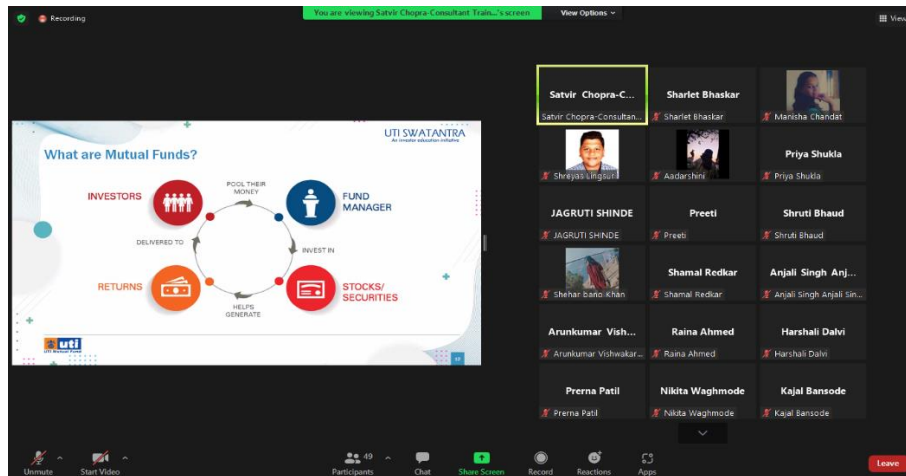 Recording
You are viewing Satvir Chopra-Consultant Train...'s screen
View Options
View
UTI SWATANTRA
An investor education initiative
What are Mutual Funds?
INVESTORS
POOL THEIR
MONEY
FUND
MANAGER
DELIVERED TO
INVEST IN
RETURNS
STOCKS/
SECURITIES
HELPS
GENERATE
uti
UTI Mutual Fund
Satvir Chopra-C...
Sharlet Bhaskar
Satvir Chopra-Consultan...
Sharlet Bhaskar
Manisha Chandat
Priya Shukla
Shreyas Lingsur
Aadarshini
Priya Shukla
JAGRUTI SHINDE
Preeti
Shruti Bhaud
JAGRUTI SHINDE
Preeti
Shruti Bhaud
Shamal Redkar
Anjali Singh Anj...
Shehar bano Khan
Shamal Redkar
Anjali Singh Anjali Sin...
Arunkumar Vish...
Raina Ahmed
Harshali Dalvi
Arunkumar Vishwakar...
Raina Ahmed
Harshali Dalvi
Prerna Patil
Nikita Waghmode
Kajal Bansode
Prerna Patil
Nikita Waghmode
Kajal Bansode
Unmute
Start Video
49
Participants
Chat
Share Screen
Record
Reactions
Apps
Leave